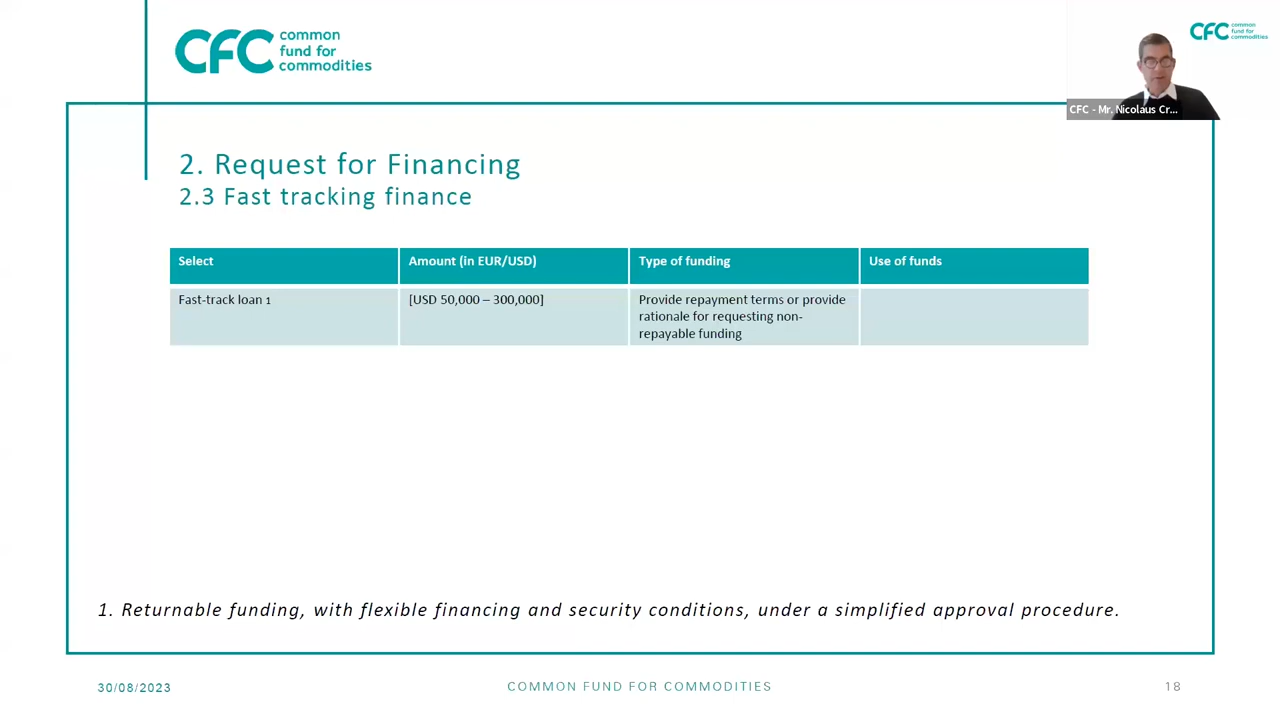 CFC common
fund for
commodities
CFC common
fund for
commodities
CFC - Mr. Nicolaus Cr...
2. Request for Financing
2.3 Fast tracking finance
Select Amount (in EUR/USD) Type of funding Use of funds
Fast-track loan 1 [USD 50,000 – 300,000] Provide repayment terms or provide
rationale for requesting non-
repayable funding
1. Returnable funding, with flexible financing and security conditions, under a simplified approval procedure.
30/08/2023 COMMON FUND FOR COMMODITIES 18